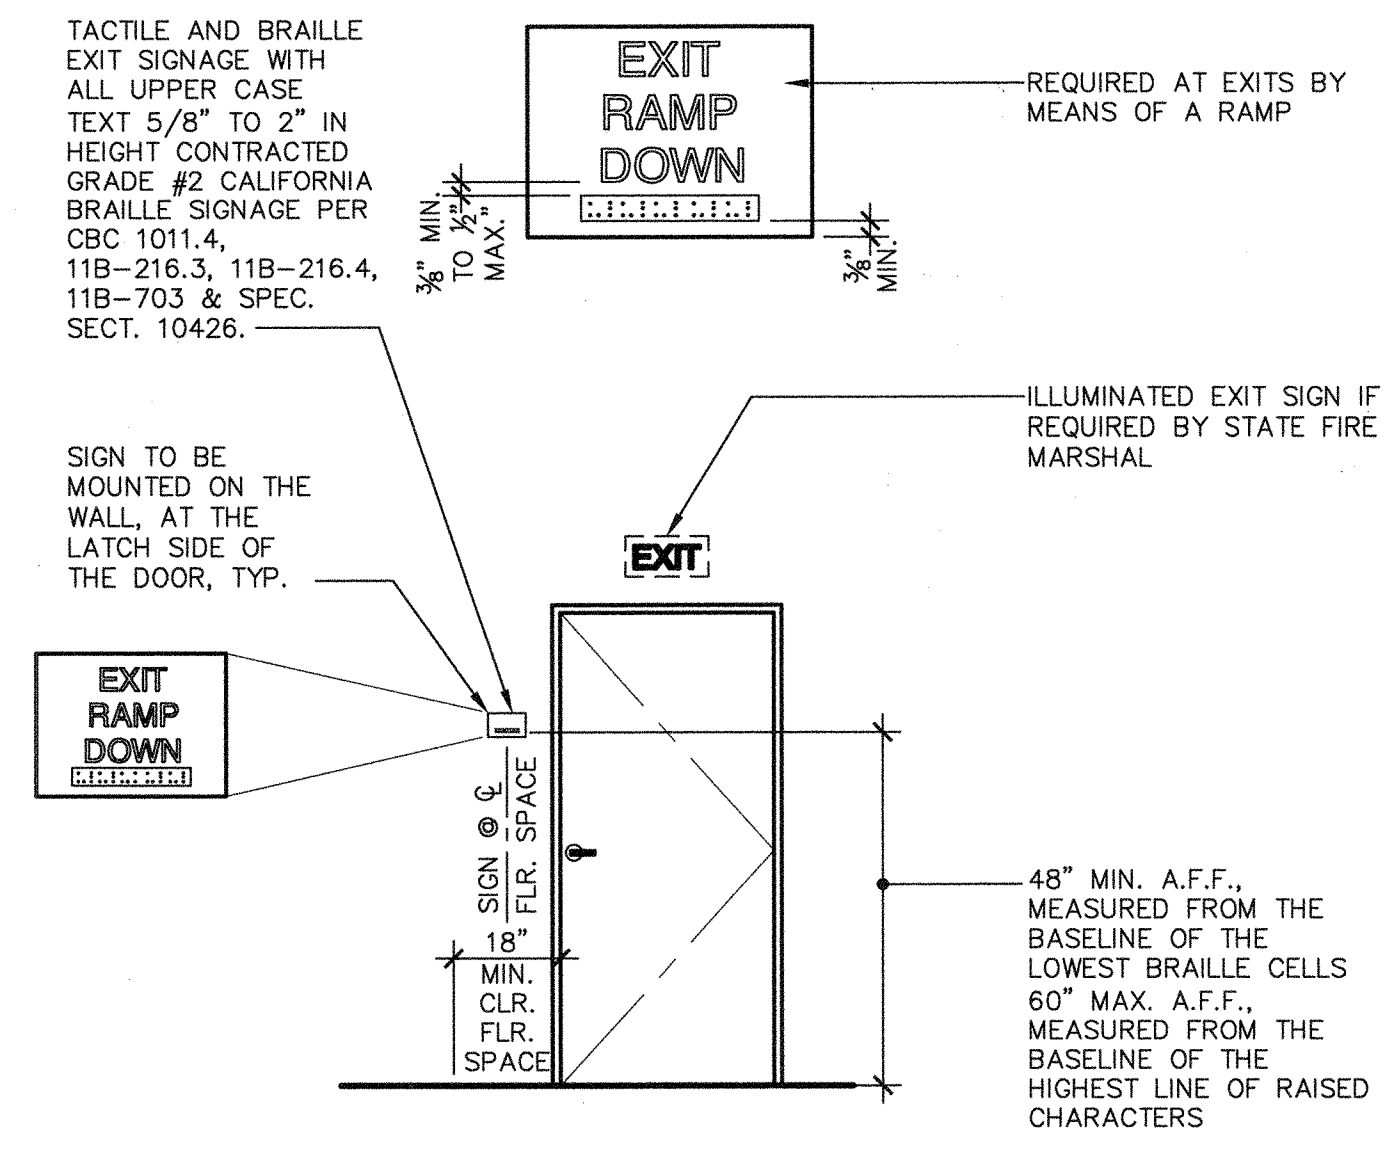 TACTILE AND BRAILLE
EXIT SIGNAGE WITH
ALL UPPER CASE
TEXT 5/8" TO 2" IN
HEIGHT CONTRACTED
GRADE #2 CALIFORNIA
BRAILLE SIGNAGE PER
CBC 1011.4,
11B-216.3, 11B-216.4,
11B-703 & SPEC.
SECT. 10426.
EXIT
RAMP
DOWN
REQUIRED AT EXITS BY
MEANS OF A RAMP
3/8" MIN.
TO 1/2"
MAX."
3/8"
MIN.
ILLUMINATED EXIT SIGN IF
REQUIRED BY STATE FIRE
MARSHAL
SIGN TO BE
MOUNTED ON THE
WALL, AT THE
LATCH SIDE OF
THE DOOR, TYP.
EXIT
EXIT
RAMP
DOWN
SIGN @ ℄
FLR. SPACE
18"
MIN.
CLR.
FLR.
SPACE
48" MIN. A.F.F.,
MEASURED FROM THE
BASELINE OF THE
LOWEST BRAILLE CELLS
60" MAX. A.F.F.,
MEASURED FROM THE
BASELINE OF THE
HIGHEST LINE OF RAISED
CHARACTERS